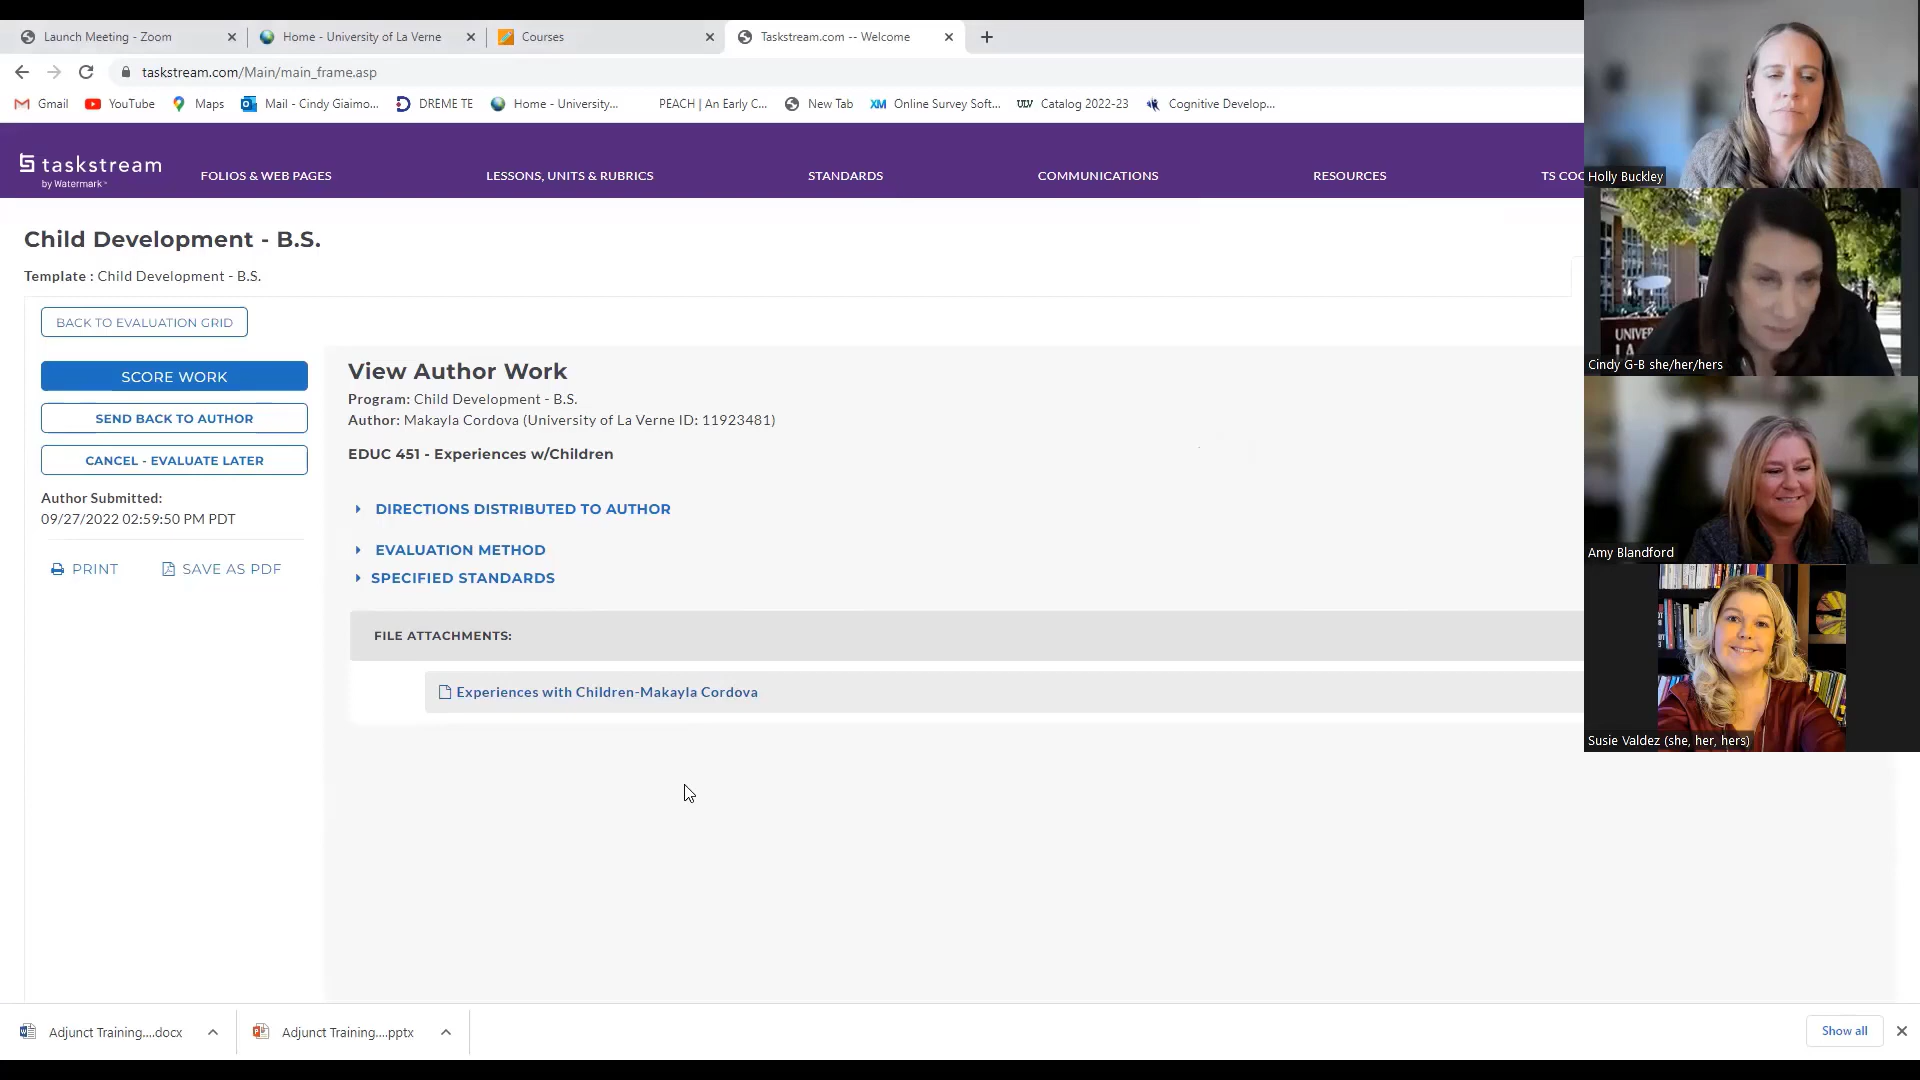 Launch Meeting - Zoom
Home - University of La Verne
Courses
Taskstream.com -- Welcome
taskstream.com/Main/main_frame.asp
Gmail
YouTube
Maps
Mail - Cindy Giaimo...
DREME TE
Home - University...
PEACH | An Early C...
New Tab
XM Online Survey Soft...
ULV Catalog 2022-23
Cognitive Develop...
taskstream
by Watermark™
FOLIOS & WEB PAGES
LESSONS, UNITS & RUBRICS
STANDARDS
COMMUNICATIONS
RESOURCES
TS COO
Child Development - B.S.
Template : Child Development - B.S.
BACK TO EVALUATION GRID
SCORE WORK
SEND BACK TO AUTHOR
CANCEL - EVALUATE LATER
Author Submitted:
09/27/2022 02:59:50 PM PDT
PRINT
SAVE AS PDF
View Author Work
Program: Child Development - B.S.
Author: Makayla Cordova (University of La Verne ID: 11923481)
EDUC 451 - Experiences w/Children
DIRECTIONS DISTRIBUTED TO AUTHOR
EVALUATION METHOD
SPECIFIED STANDARDS
FILE ATTACHMENTS:
Experiences with Children-Makayla Cordova
Holly Buckley
UNIVER
LA
Cindy G-B she/her/hers
Amy Blandford
Susie Valdez (she, her, hers)
Adjunct Training....docx
Adjunct Training....pptx
Show all